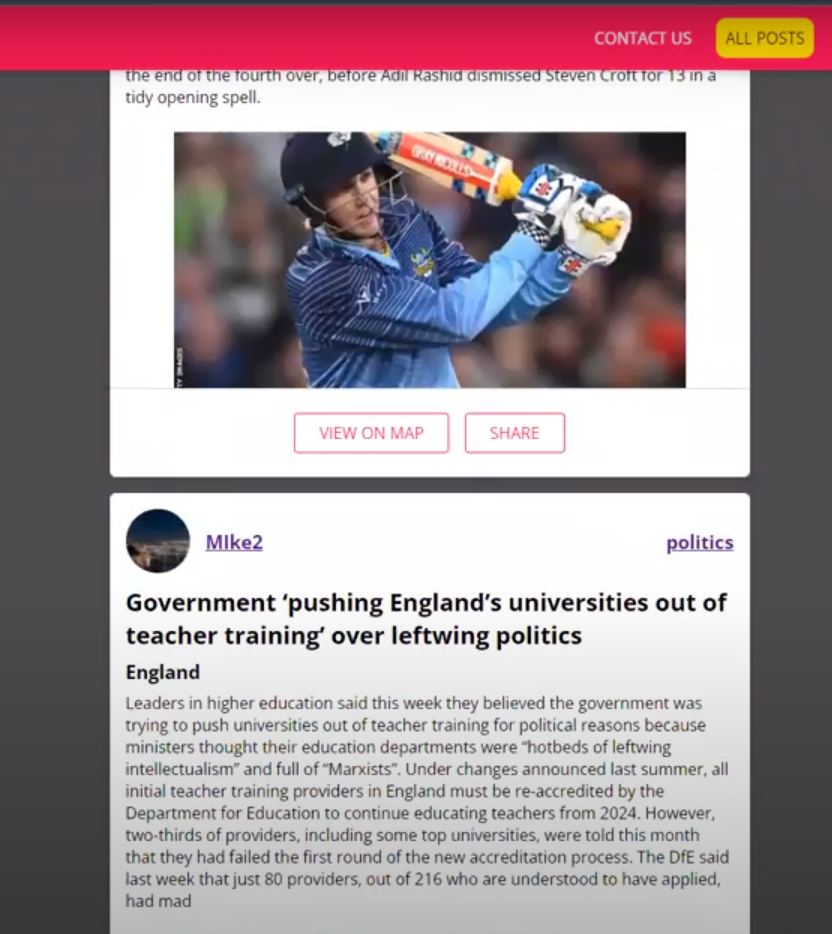 CONTACT US
ALL POSTS
the end of the fourth over, before Adil Rashid dismissed Steven Croft for 13 in a
tidy opening spell.
GRAY-NICOLLS
TY IMAGES
VIEW ON MAP
SHARE
MIke2
politics
Government ‘pushing England’s universities out of
teacher training’ over leftwing politics
England
Leaders in higher education said this week they believed the government was
trying to push universities out of teacher training for political reasons because
ministers thought their education departments were “hotbeds of leftwing
intellectualism” and full of “Marxists”. Under changes announced last summer, all
initial teacher training providers in England must be re-accredited by the
Department for Education to continue educating teachers from 2024. However,
two-thirds of providers, including some top universities, were told this month
that they had failed the first round of the new accreditation process. The DfE said
last week that just 80 providers, out of 216 who are understood to have applied,
had mad